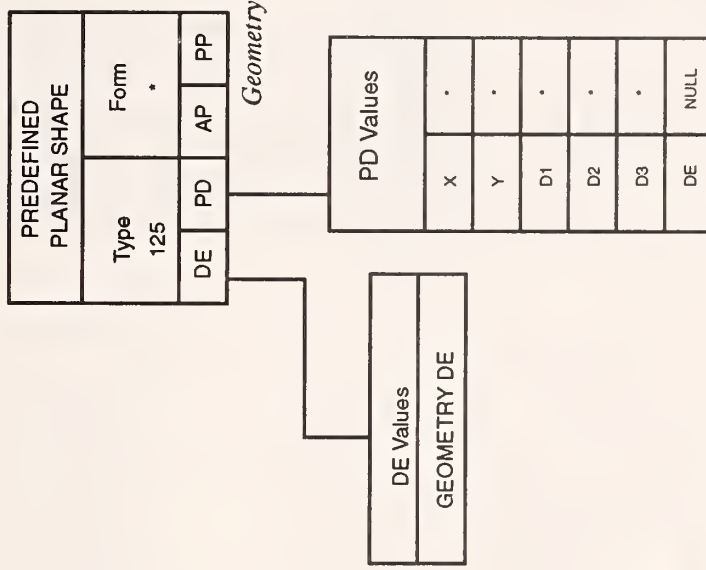 PREDEFINED
PLANAR SHAPE
Type
125
Form
*
DE PD AP PP
Geometry
DE Values
GEOMETRY DE
PD Values
X *
Y *
D1 *
D2 *
D3 *
DE NULL